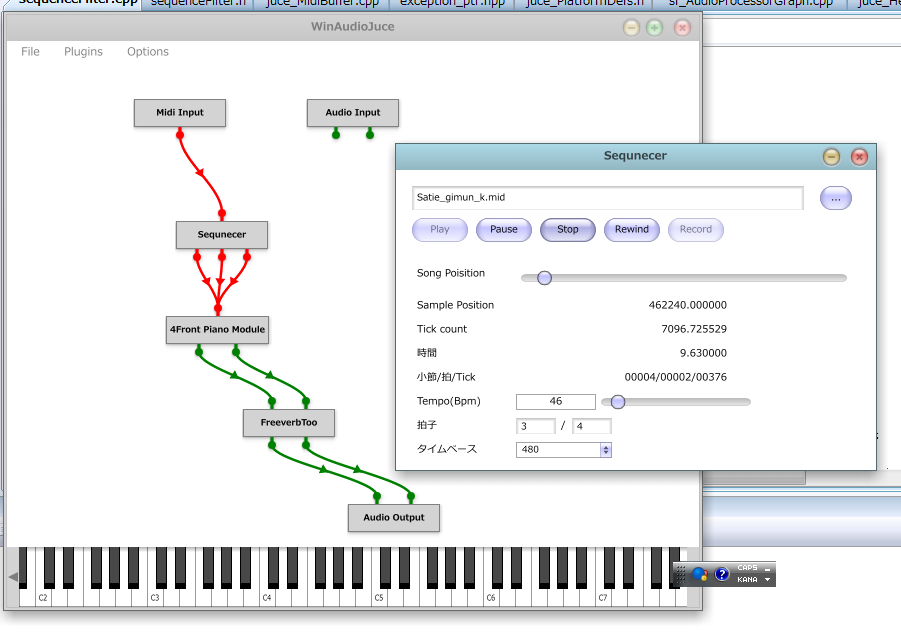 sequenceFilter.cpp sequenceFilter.h juce_MidiBuffer.cpp exception_ptr.hpp juce_PlatformDefs.h sf_AudioProcessorGraph.cpp
WinAudioJuce
File Plugins Options
Midi Input
Audio Input
Sequnecer
4Front Piano Module
FreeverbToo
Audio Output
Sequnecer
Satie_gimun_k.mid ...
Play Pause Stop Rewind Record
Song Poisition
Sample Position 462240.000000
Tick count 7096.725529
時間 9.630000
小節/拍/Tick 00004/00002/00376
Tempo(Bpm) 46
拍子 3 / 4
タイムベース 480
C2 C3 C4 C5 C6 C7
CAPS
KANA